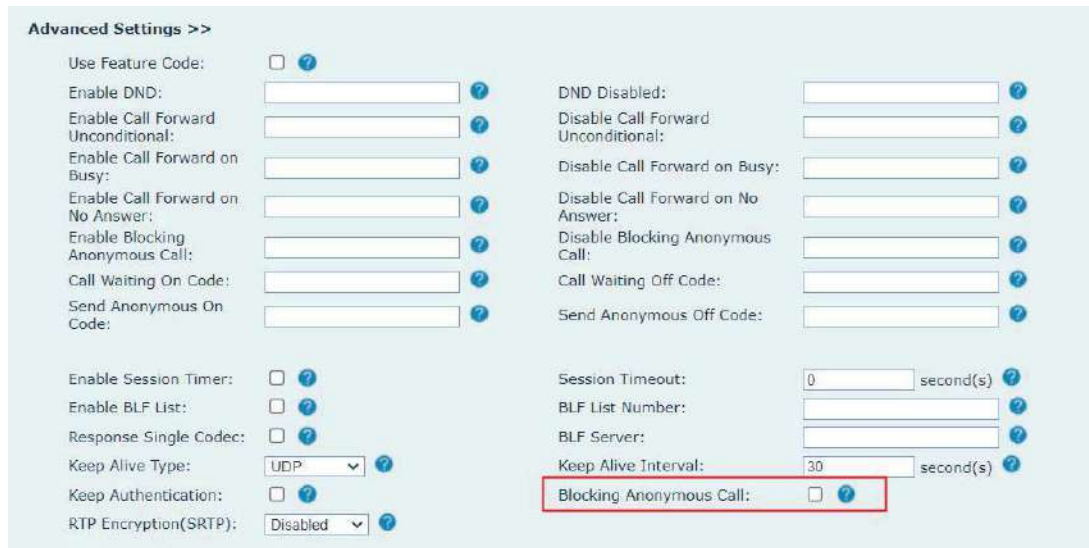 Advanced Settings >>
Use Feature Code: ?
Enable DND: ? DND Disabled: ?
Enable Call Forward Unconditional: ? Disable Call Forward Unconditional: ?
Enable Call Forward on Busy: ? Disable Call Forward on Busy: ?
Enable Call Forward on No Answer: ? Disable Call Forward on No Answer: ?
Enable Blocking Anonymous Call: ? Disable Blocking Anonymous Call: ?
Call Waiting On Code: ? Call Waiting Off Code: ?
Send Anonymous On Code: ? Send Anonymous Off Code: ?
Enable Session Timer: ? Session Timeout: 0 second(s) ?
Enable BLF List: ? BLF List Number: ?
Response Single Codec: ? BLF Server: ?
Keep Alive Type: UDP ? Keep Alive Interval: 30 second(s) ?
Keep Authentication: ? Blocking Anonymous Call: ?
RTP Encryption(SRTP): Disabled ?